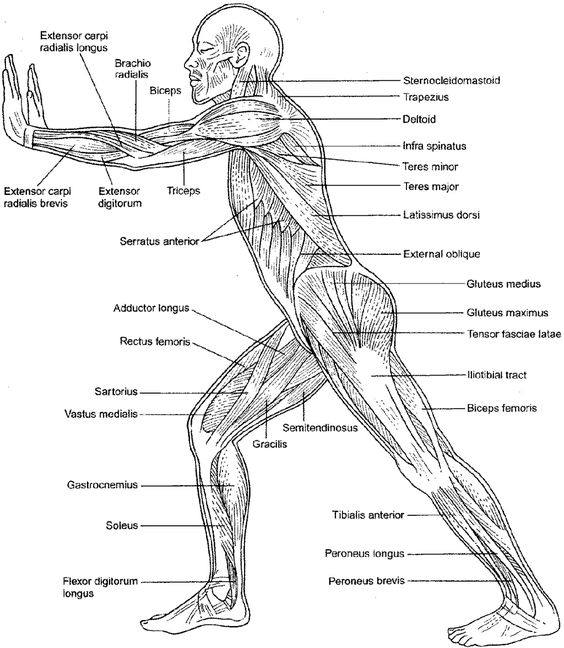 Extensor carpi
radialis longus
Brachio
radialis
Biceps
Extensor carpi
radialis brevis
Extensor
digitorum
Triceps
Serratus anterior
Adductor longus
Rectus femoris
Sartorius
Vastus medialis
Gracilis
Semitendinosus
Gastrocnemius
Soleus
Flexor digitorum
longus
Sternocleidomastoid
Trapezius
Deltoid
Infra spinatus
Teres minor
Teres major
Latissimus dorsi
External oblique
Gluteus medius
Gluteus maximus
Tensor fasciae latae
Iliotibial tract
Biceps femoris
Tibialis anterior
Peroneus longus
Peroneus brevis